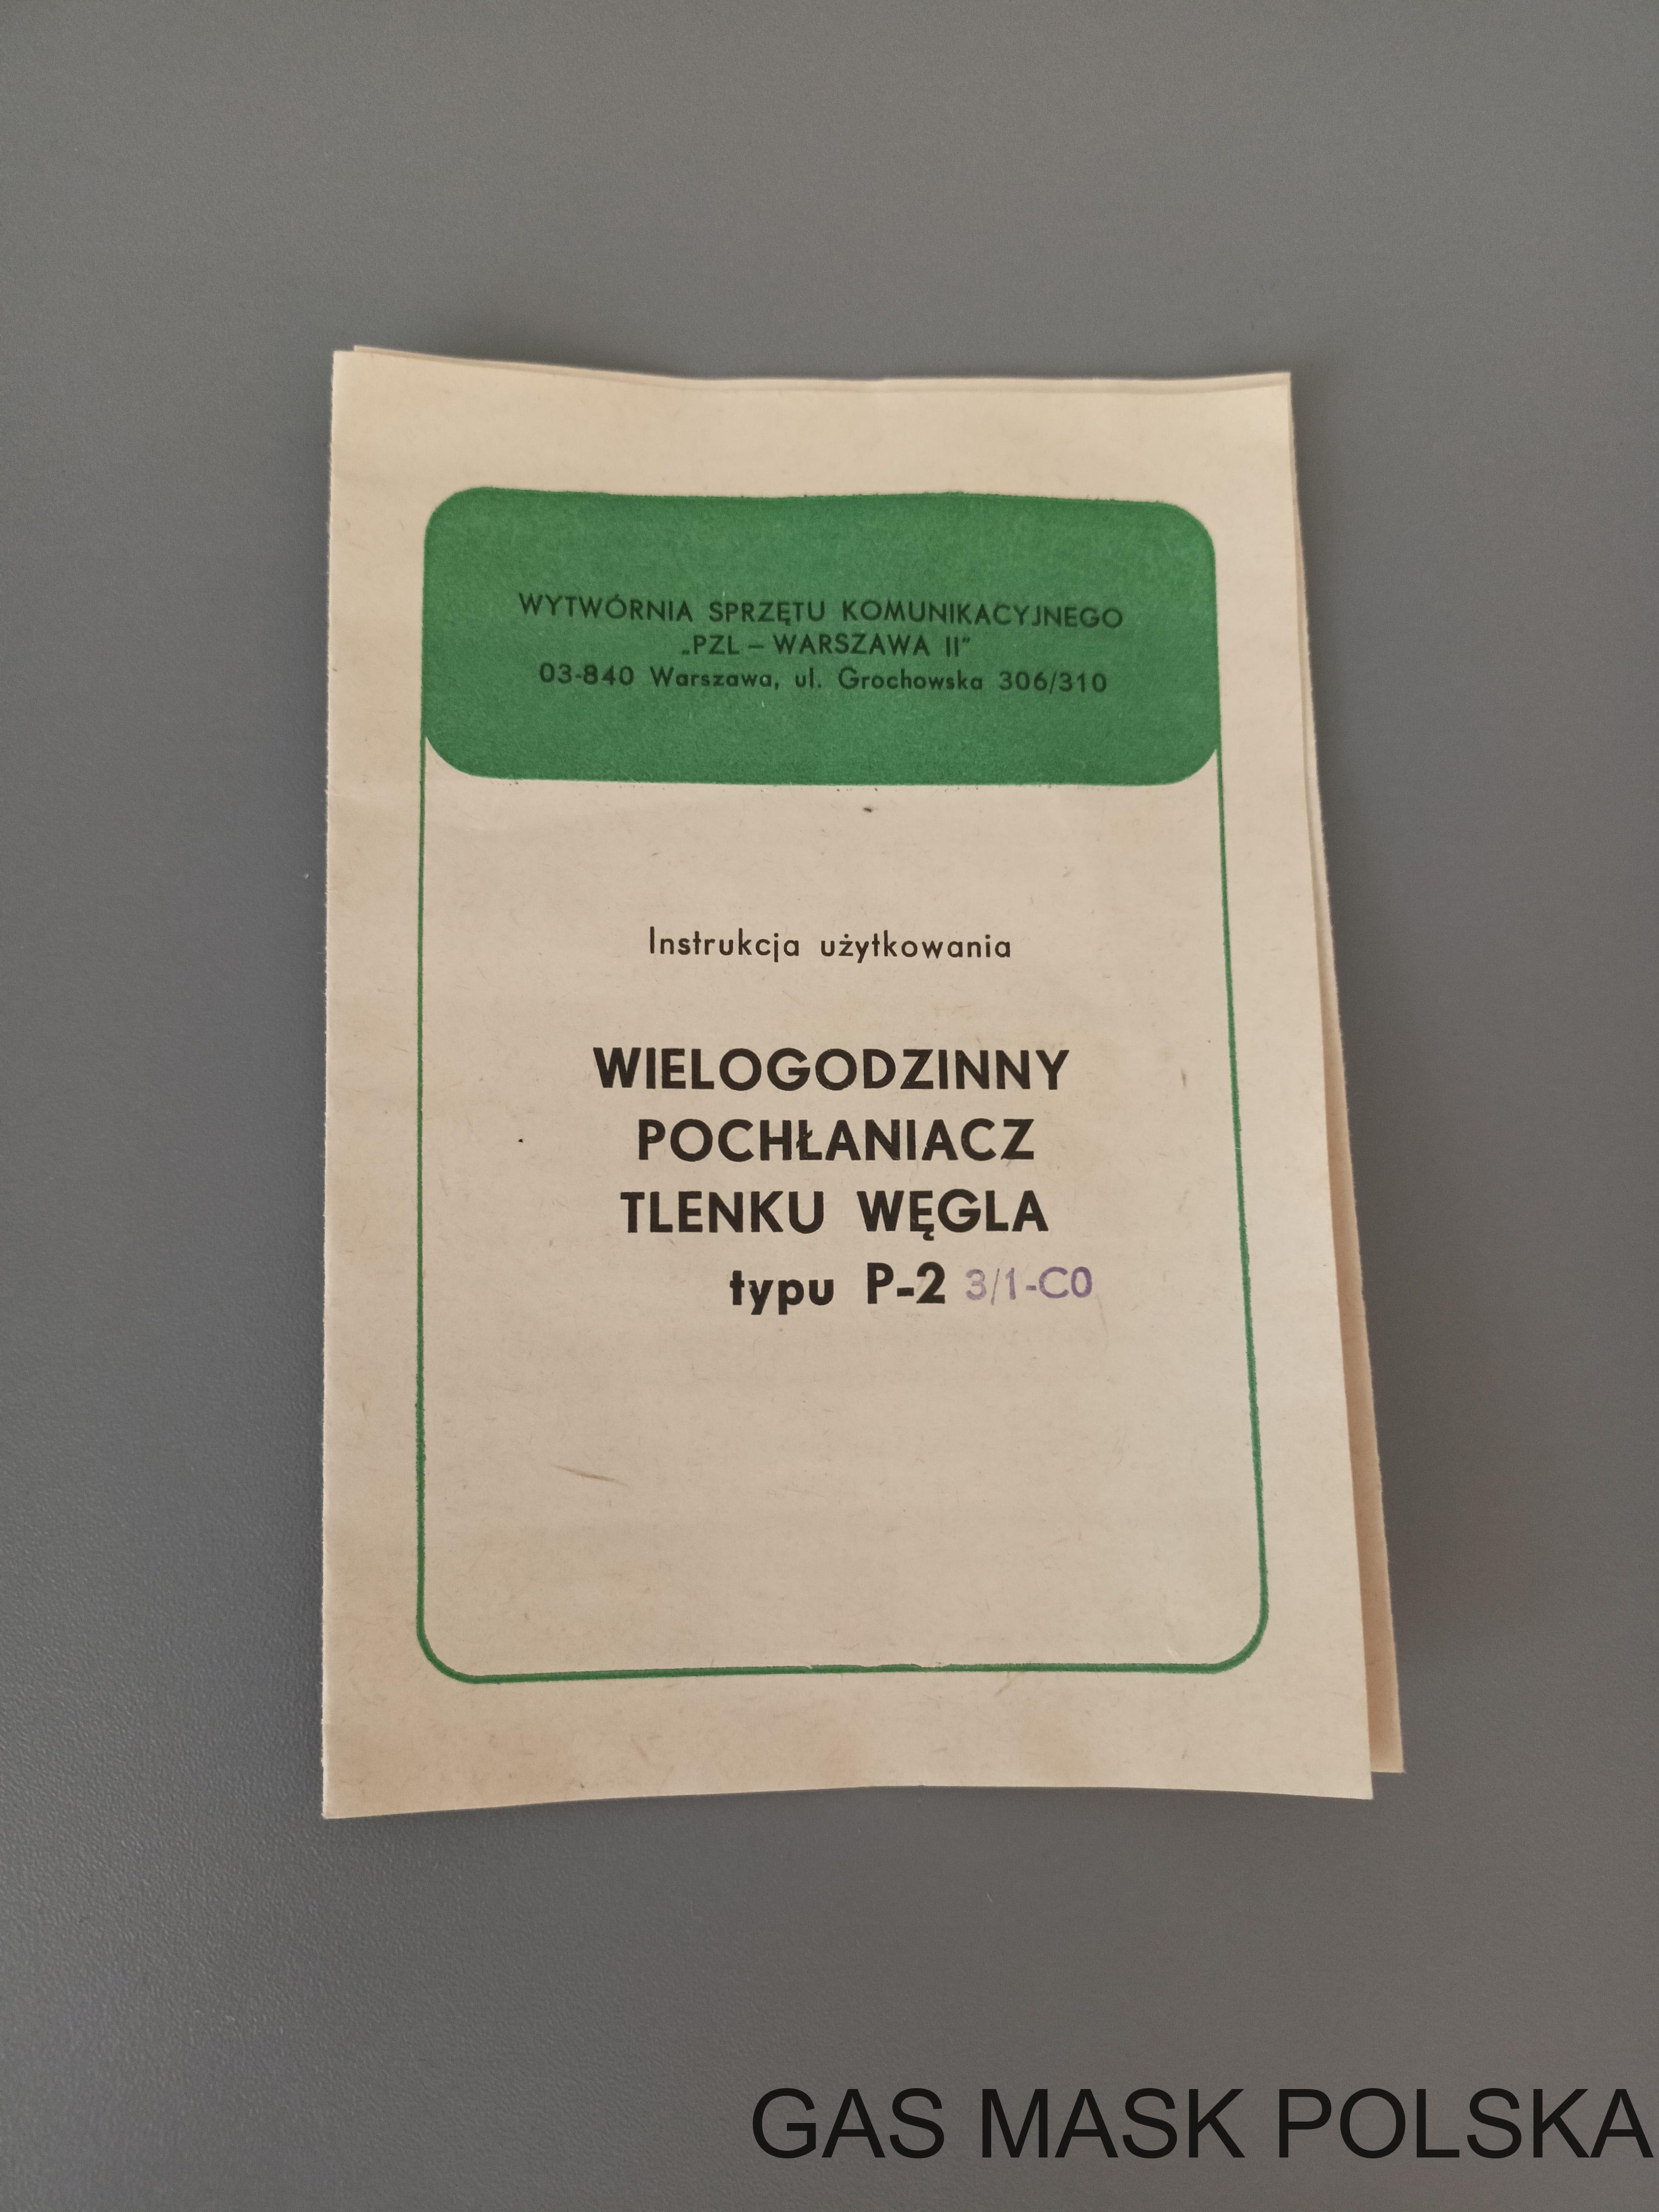 WYTWÓRNIA SPRZĘTU KOMUNIKACYJNEGO
„PZL – WARSZAWA II”
03-840 Warszawa, ul. Grochowska 306/310
Instrukcja użytkowania
WIELOGODZINNY
POCHŁANIACZ
TLENKU WĘGLA
typu P-2 3/1-CO
GAS MASK POLSKA